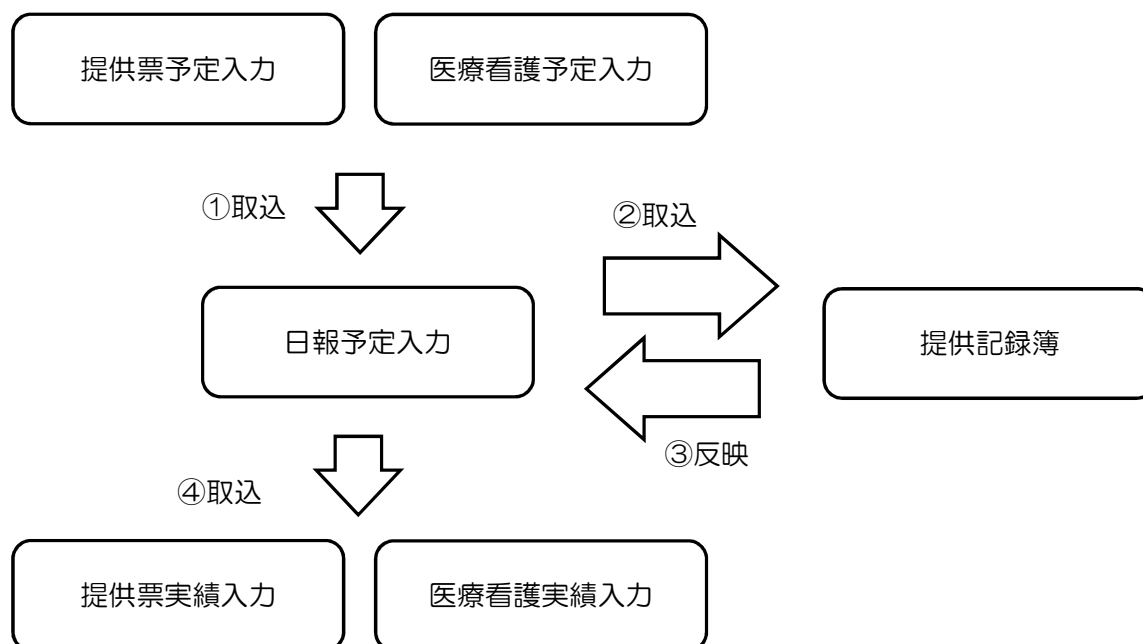 提供票予定入力
医療看護予定入力
①取込
②取込
日報予定入力
提供記録簿
③反映
④取込
提供票実績入力
医療看護実績入力